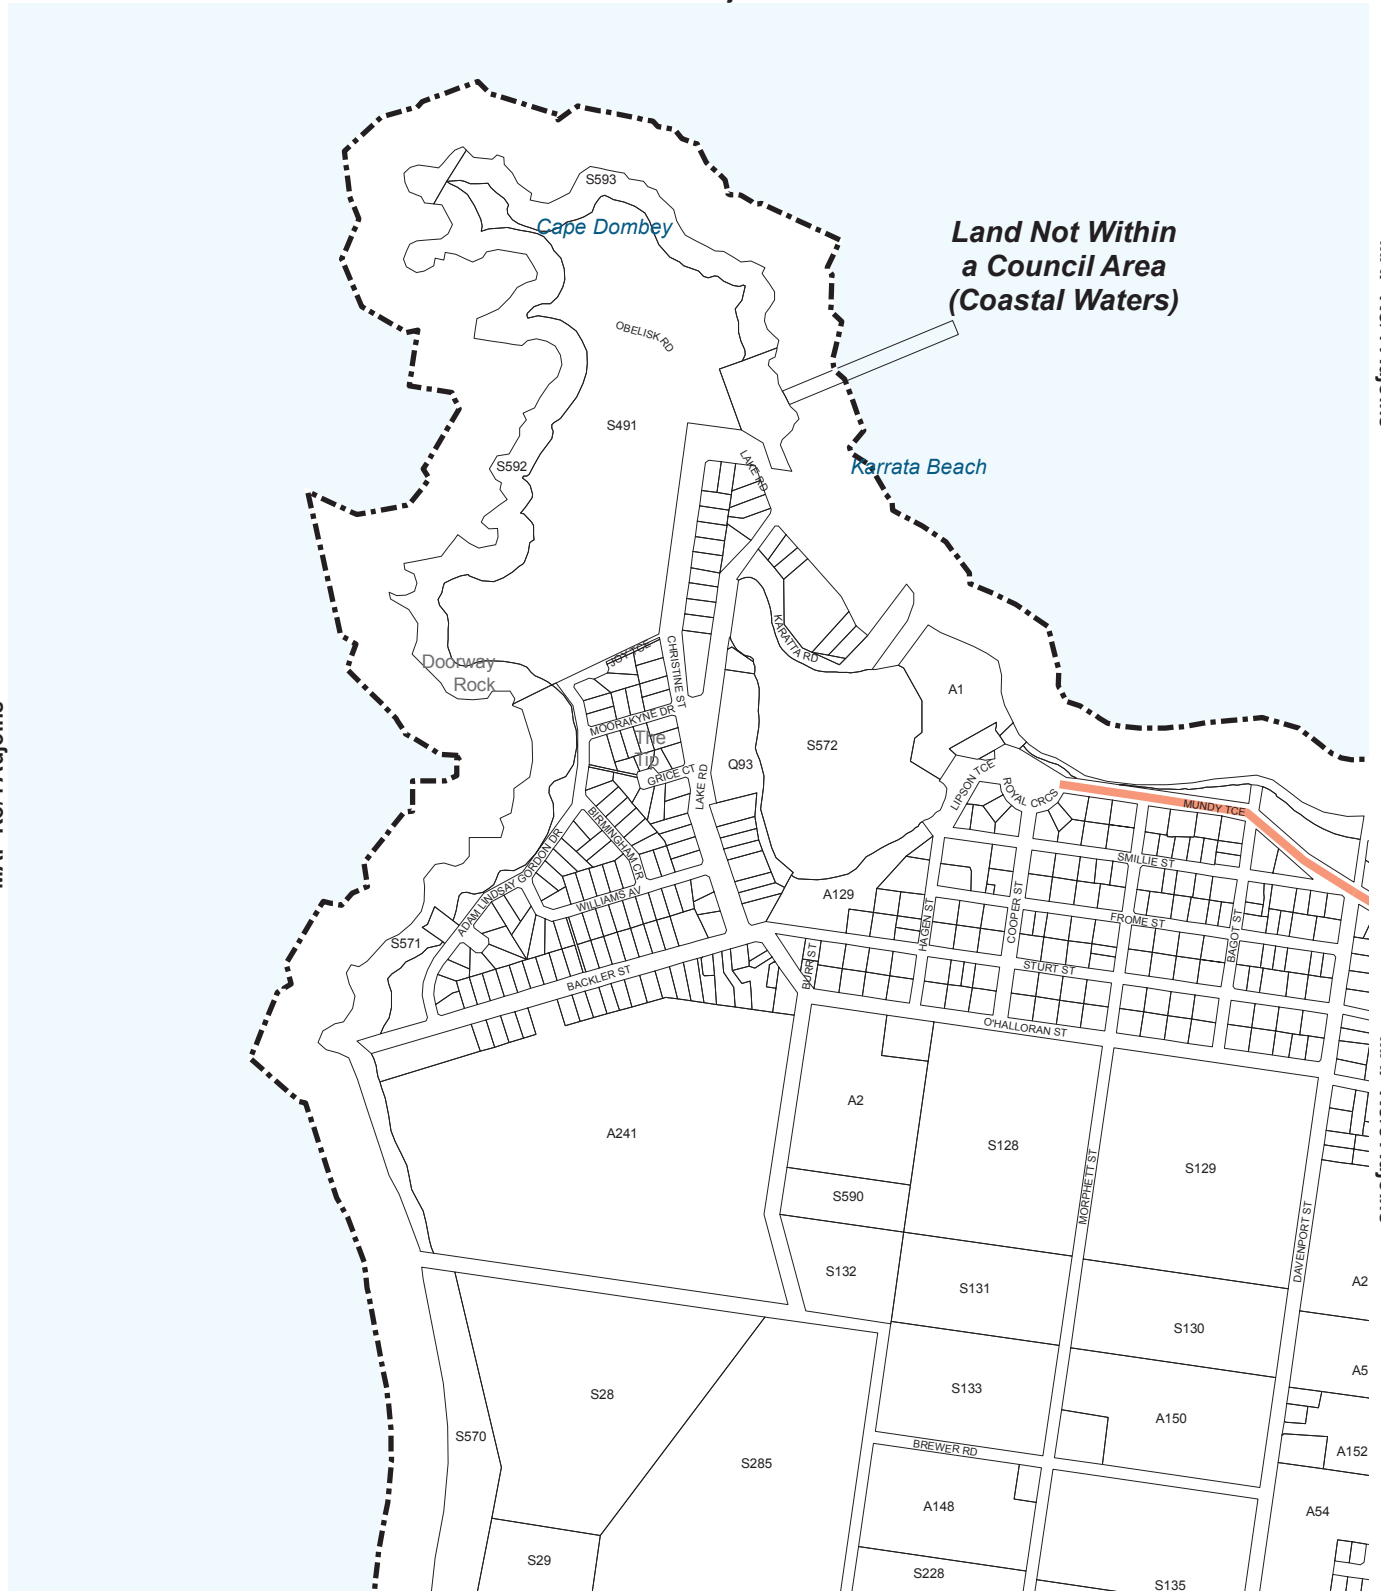 S593
Cape Dombey
Land Not Within
a Council Area
(Coastal Waters)
OBELISK RD
S491
LAKE RD
S592
Karrata Beach
KARATTA RD
JOY TCE
CHRISTINE ST
Doorway
Rock
A1
MOORAKYNE DR
The
Tip
S572
Q93
GRICE CT
LAKE RD
LIPSON TCE
ROYAL CRCS
MUNDY TCE
BIRMINGHAM CR
ADAM LINDSAY GORDON DR
SMILLIE ST
WILLIAMS AV
A129
HAGEN ST
COOPER ST
FROME ST
BAGOT ST
S571
BURR ST
STURT ST
BACKLER ST
O'HALLORAN ST
A2
A241
S128
S129
MORPHETT ST
S590
DAVENPORT ST
S132
S131
A2
S130
A5
S28
S133
A150
S570
BREWER RD
A152
S285
A148
A54
S29
S228
S135